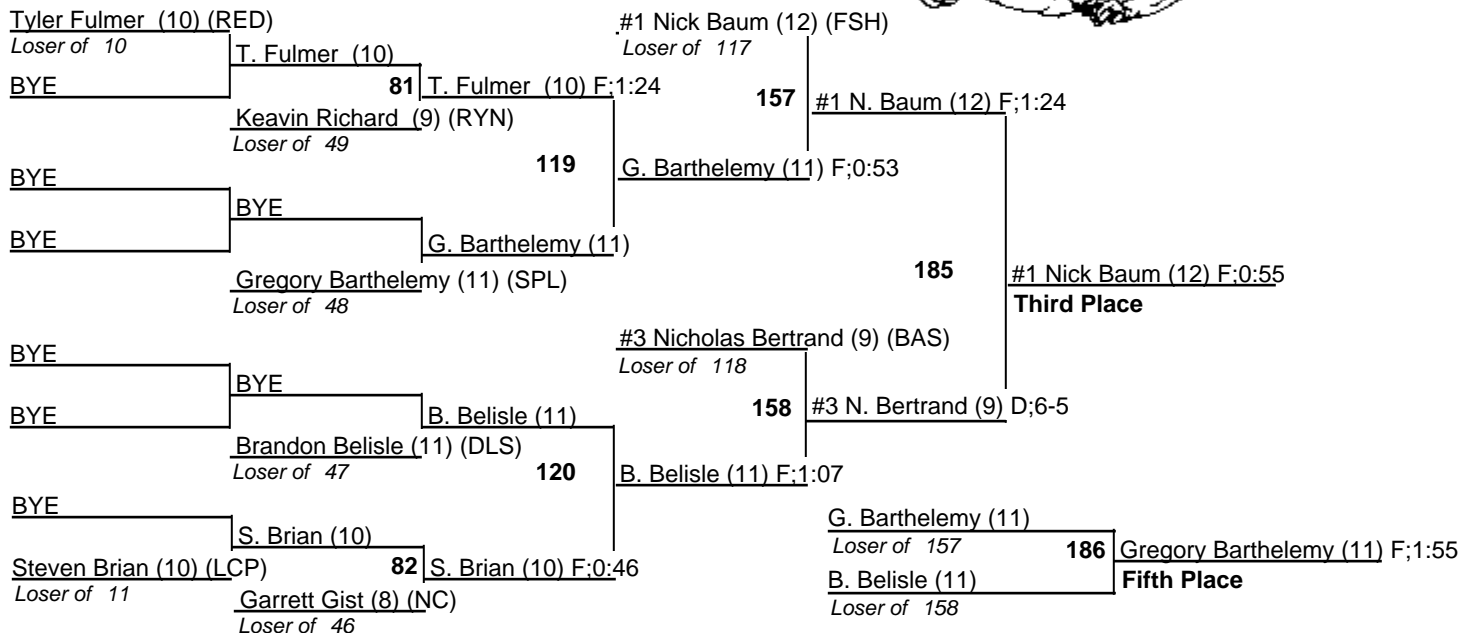 Tyler Fulmer (10) (RED)
Loser of 10
BYE
T. Fulmer (10)
81
Keavin Richard (9) (RYN)
Loser of 49
T. Fulmer (10) F;1:24
BYE
BYE
BYE
Gregory Barthelemy (11) (SPL)
Loser of 48
G. Barthelemy (11)
119
G. Barthelemy (11) F;0:53
#1 Nick Baum (12) (FSH)
Loser of 117
157
#1 N. Baum (12) F;1:24
BYE
BYE
BYE
Brandon Belisle (11) (DLS)
Loser of 47
B. Belisle (11)
BYE
Steven Brian (10) (LCP)
Loser of 11
S. Brian (10)
82
Garrett Gist (8) (NC)
Loser of 46
S. Brian (10) F;0:46
120
B. Belisle (11) F;1:07
#3 Nicholas Bertrand (9) (BAS)
Loser of 118
158
#3 N. Bertrand (9) D;6-5
185
#1 Nick Baum (12) F;0:55
Third Place
G. Barthelemy (11)
Loser of 157
B. Belisle (11)
Loser of 158
186
Gregory Barthelemy (11) F;1:55
Fifth Place